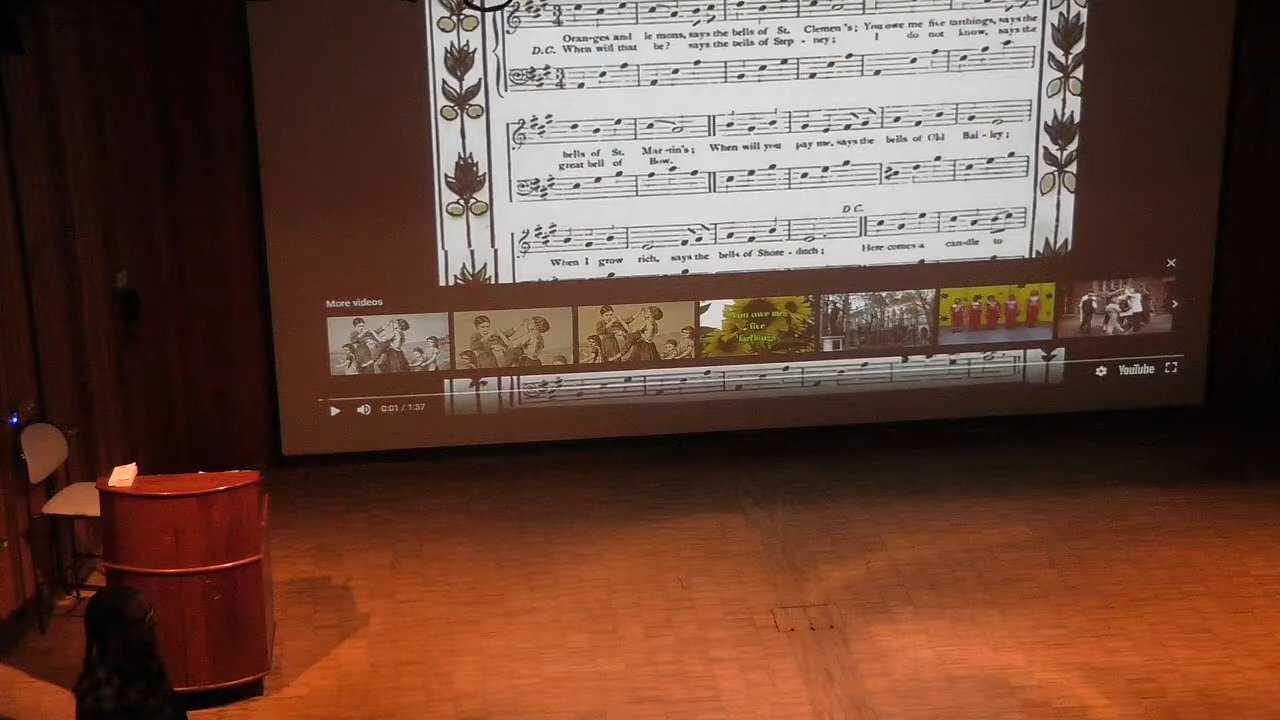 Oran-ges and le mons, says the bells of St. Clemen's; You owe me five farthings, says the
D.C. When will that be? says the bells of Step - ney; I do not know, says the
bells of St. Mar-tin's; When will you pay me, says the bells of Old Bai - ley;
great bell of Bow.
D C.
When I grow rich, says the bells of Shore - ditch; Here comes a can-dle to
More videos
You owe me
five
farthings
YouTube
0:01 / 1:37